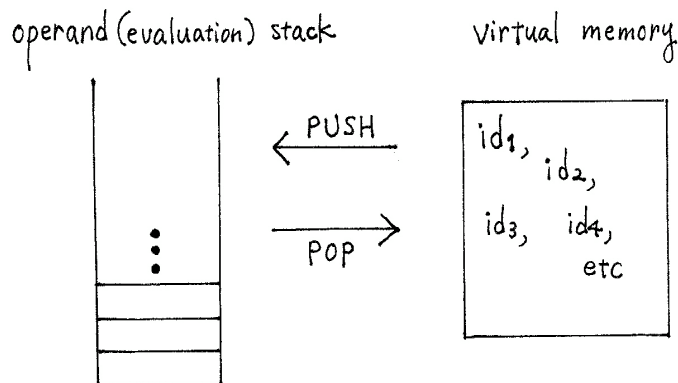 operand (evaluation) stack
virtual memory
PUSH
POP
id1,
id2,
id3, id4,
etc